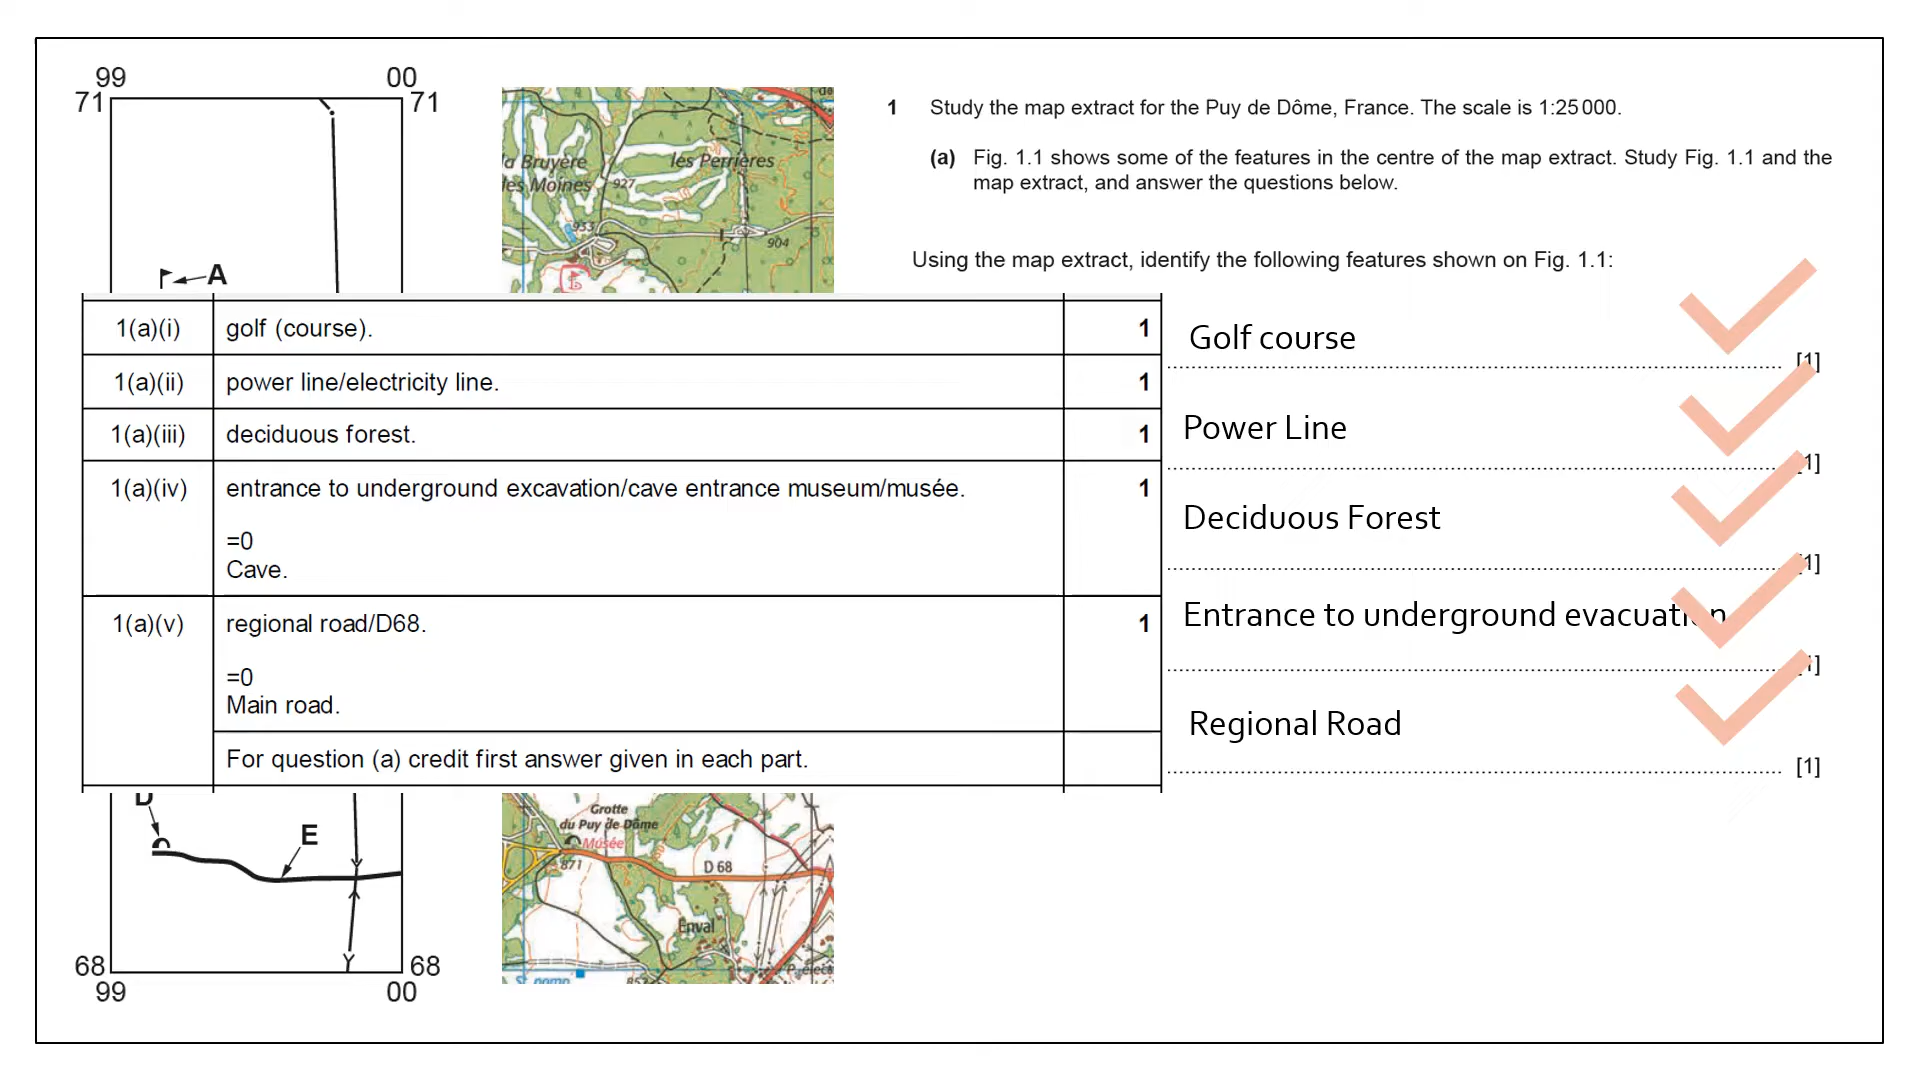 99 00
71 71
A
la Bruyère
des Moines
les Perrières
927
933
904
1 Study the map extract for the Puy de Dôme, France. The scale is 1:25 000.
(a) Fig. 1.1 shows some of the features in the centre of the map extract. Study Fig. 1.1 and the
map extract, and answer the questions below.
Using the map extract, identify the following features shown on Fig. 1.1:
1(a)(i) golf (course). 1
1(a)(ii) power line/electricity line. 1
1(a)(iii) deciduous forest. 1
1(a)(iv) entrance to underground excavation/cave entrance museum/musée. 1
=0
Cave.
1(a)(v) regional road/D68. 1
=0
Main road.
For question (a) credit first answer given in each part.
Golf course
[1]
Power Line
[1]
Deciduous Forest
[1]
Entrance to underground evacuation
[1]
Regional Road
[1]
D
E
Y
68 68
99 00
Grotte
du Puy de Dôme
Musée
871
D 68
Enval